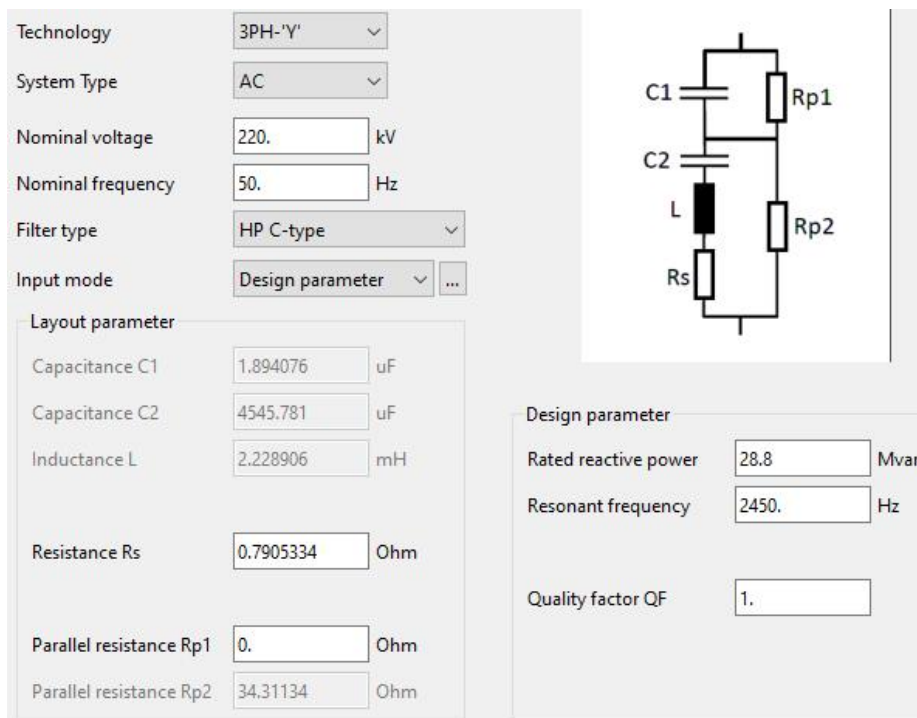 Technology 3PH-'Y'
System Type AC
Nominal voltage 220. kV
Nominal frequency 50. Hz
Filter type HP C-type
Input mode Design parameter ...
Layout parameter
Capacitance C1 1.894076 uF
Capacitance C2 4545.781 uF
Inductance L 2.228906 mH
Resistance Rs 0.7905334 Ohm
Parallel resistance Rp1 0. Ohm
Parallel resistance Rp2 34.31134 Ohm
C1 Rp1
C2
L Rp2
Rs
Design parameter
Rated reactive power 28.8 Mvar
Resonant frequency 2450. Hz
Quality factor QF 1.